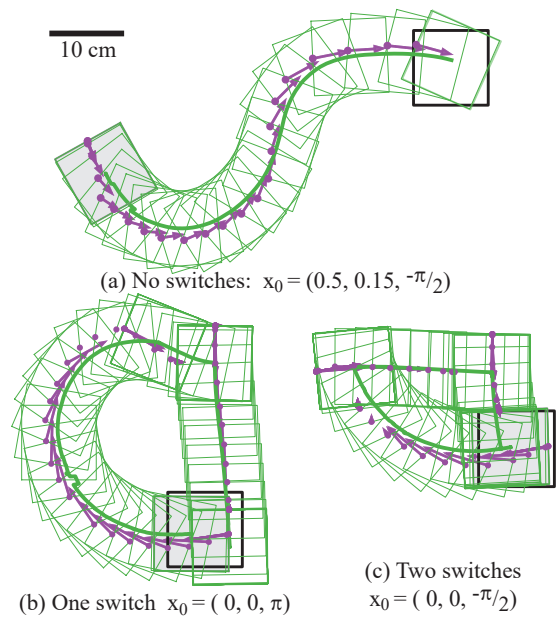 10 cm
(a) No switches: x₀ = (0.5, 0.15, -π/2)
(b) One switch x₀ = ( 0, 0, π)
(c) Two switches
x₀ = ( 0, 0, -π/2)